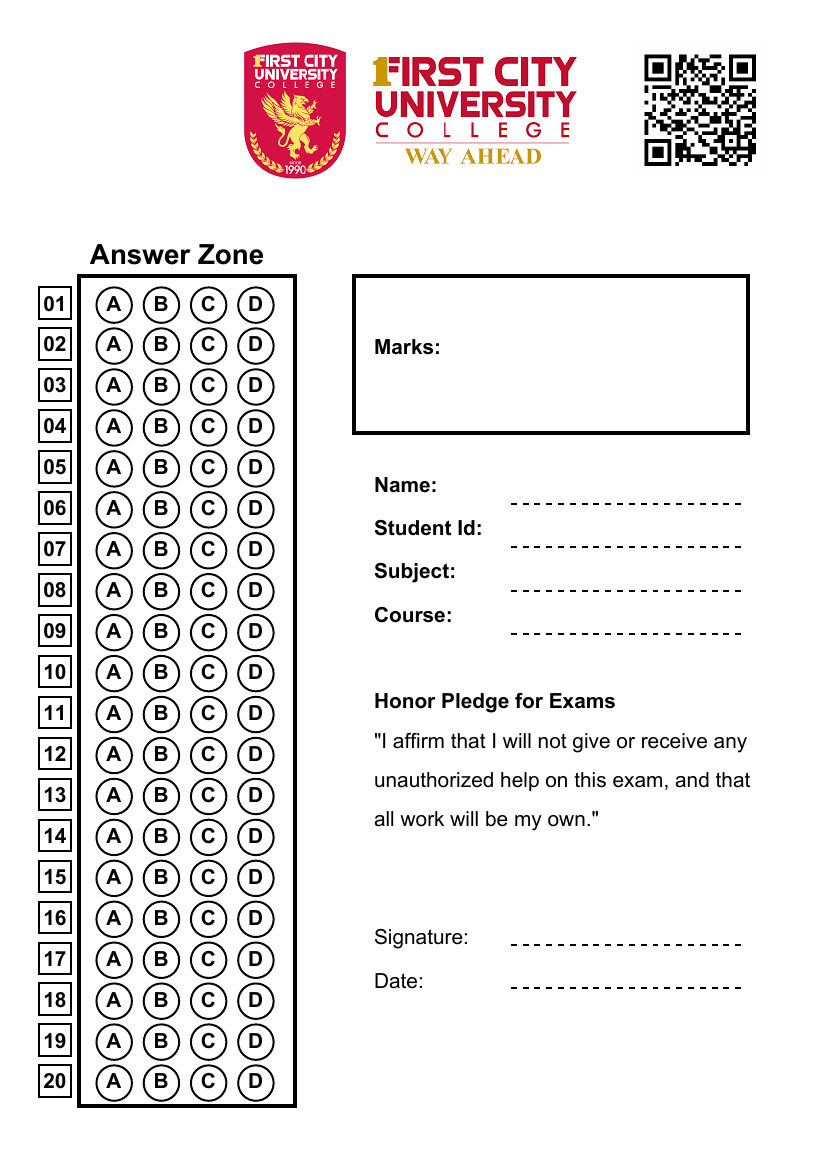 1FIRST CITY
UNIVERSITY
COLLEGE
since
1990
1FIRST CITY
UNIVERSITY
COLLEGE
WAY AHEAD
Answer Zone
01 A B C D
02 A B C D
03 A B C D
04 A B C D
05 A B C D
06 A B C D
07 A B C D
08 A B C D
09 A B C D
10 A B C D
11 A B C D
12 A B C D
13 A B C D
14 A B C D
15 A B C D
16 A B C D
17 A B C D
18 A B C D
19 A B C D
20 A B C D
Marks:
Name:
Student Id:
Subject:
Course:
Honor Pledge for Exams
"I affirm that I will not give or receive any
unauthorized help on this exam, and that
all work will be my own."
Signature:
Date: